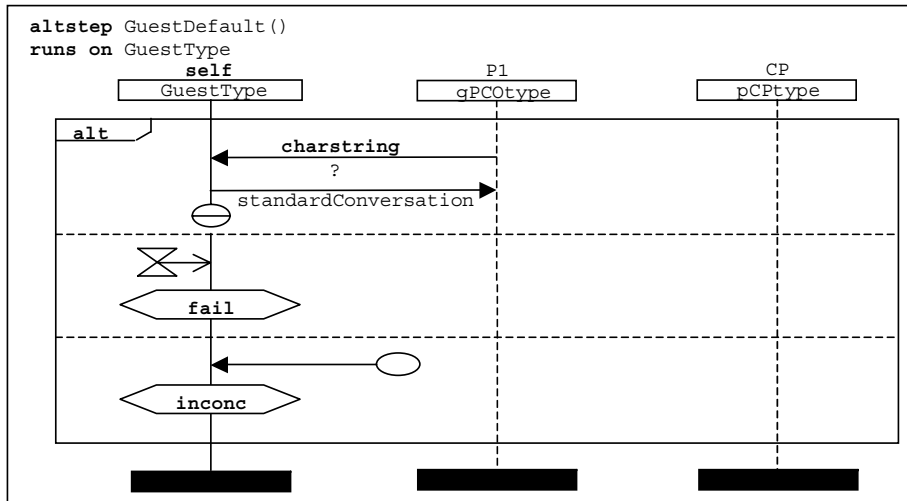 altstep GuestDefault()
runs on GuestType
self P1 CP
GuestType gPCOtype pCPtype
alt
charstring
?
standardConversation
fail
inconc